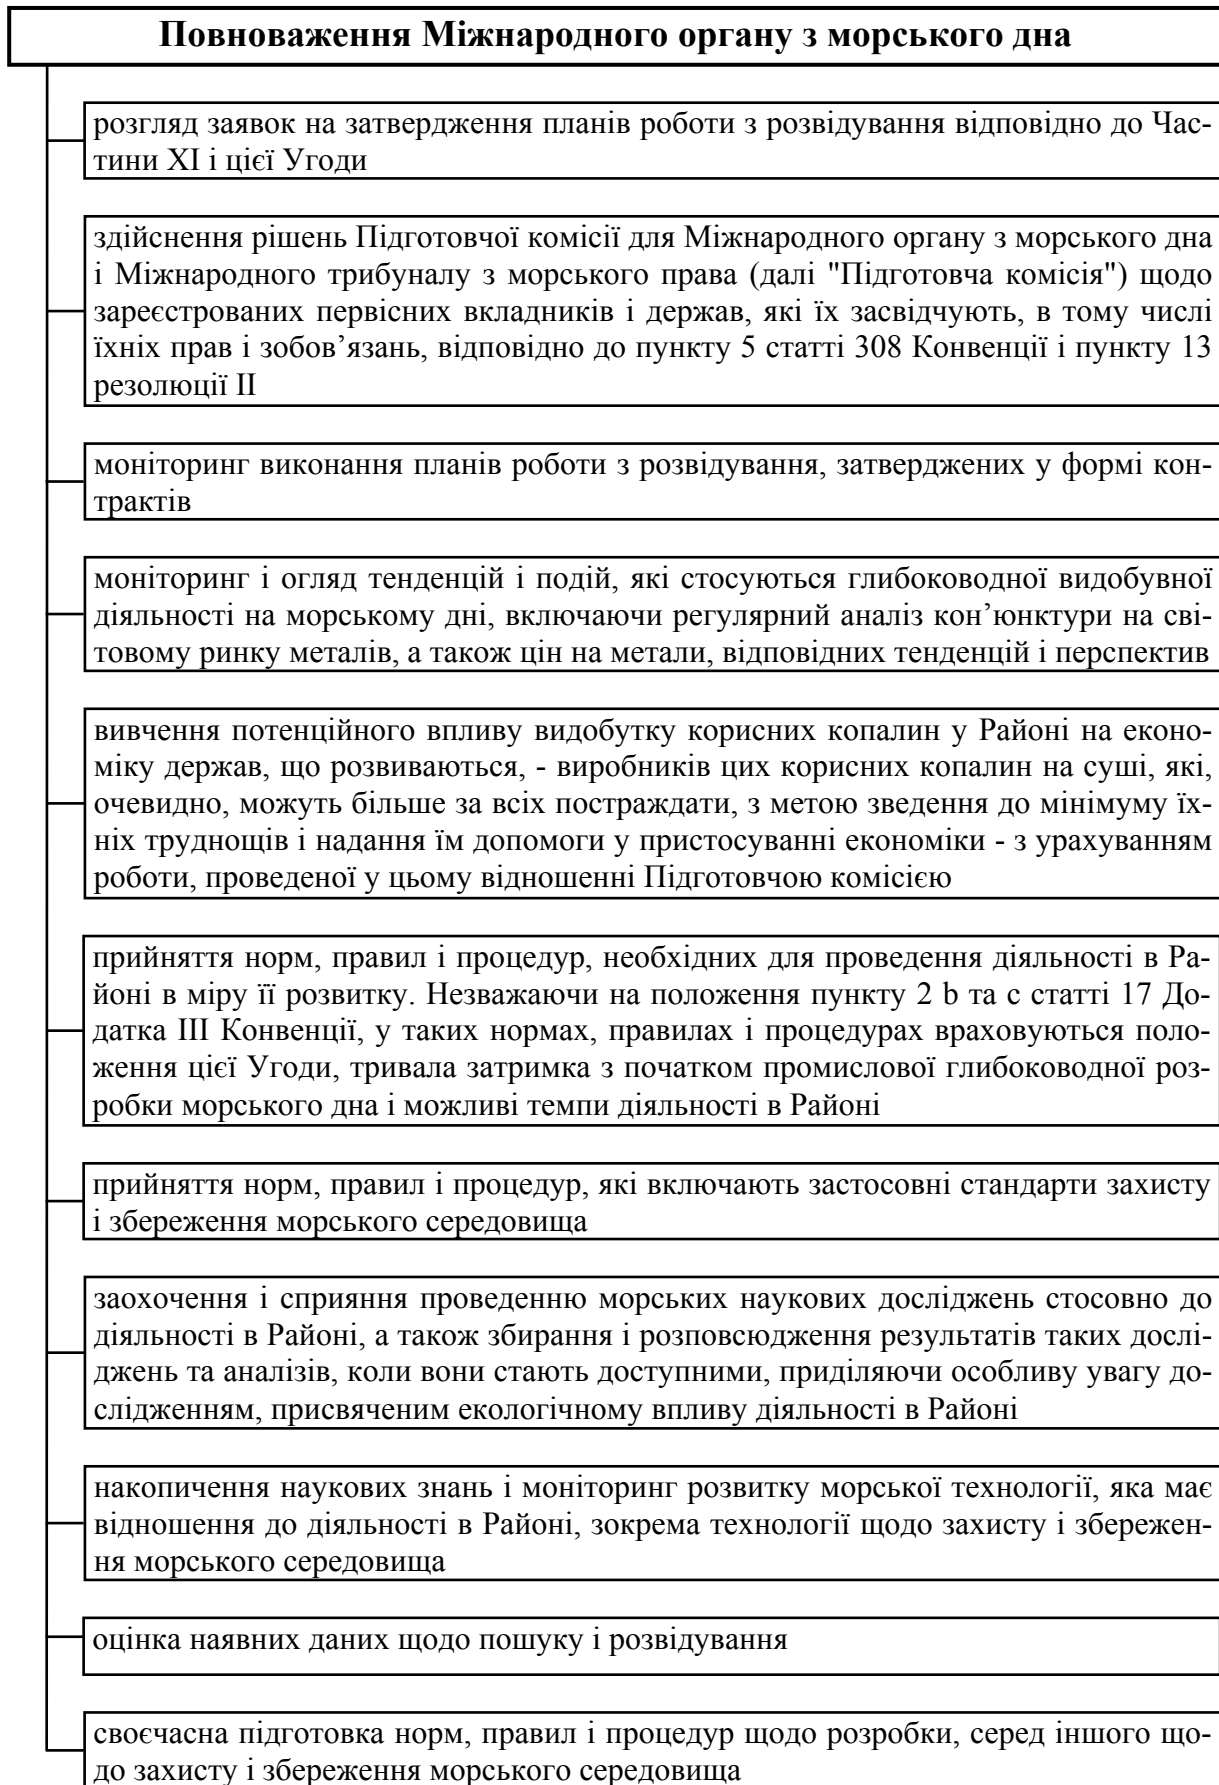 Повноваження Міжнародного органу з морського дна
розгляд заявок на затвердження планів роботи з розвідування відповідно до Час-
тини XI і цієї Угоди
здійснення рішень Підготовчої комісії для Міжнародного органу з морського дна
і Міжнародного трибуналу з морського права (далі "Підготовча комісія") щодо
зареєстрованих первісних вкладників і держав, які їх засвідчують, в тому числі
їхніх прав і зобов’язань, відповідно до пункту 5 статті 308 Конвенції і пункту 13
резолюції II
моніторинг виконання планів роботи з розвідування, затверджених у формі кон-
трактів
моніторинг і огляд тенденцій і подій, які стосуються глибоководної видобувної
діяльності на морському дні, включаючи регулярний аналіз кон’юнктури на сві-
товому ринку металів, а також цін на метали, відповідних тенденцій і перспектив
вивчення потенційного впливу видобутку корисних копалин у Районі на еконо-
міку держав, що розвиваються, - виробників цих корисних копалин на суші, які,
очевидно, можуть більше за всіх постраждати, з метою зведення до мінімуму їх-
ніх труднощів і надання їм допомоги у пристосуванні економіки - з урахуванням
роботи, проведеної у цьому відношенні Підготовчою комісією
прийняття норм, правил і процедур, необхідних для проведення діяльності в Ра-
йоні в міру її розвитку. Незважаючи на положення пункту 2 b та c статті 17 До-
датка III Конвенції, у таких нормах, правилах і процедурах враховуються поло-
ження цієї Угоди, тривала затримка з початком промислової глибоководної роз-
робки морського дна і можливі темпи діяльності в Районі
прийняття норм, правил і процедур, які включають застосовні стандарти захисту
і збереження морського середовища
заохочення і сприяння проведенню морських наукових досліджень стосовно до
діяльності в Районі, а також збирання і розповсюдження результатів таких дослі-
джень та аналізів, коли вони стають доступними, приділяючи особливу увагу до-
слідженням, присвяченим екологічному впливу діяльності в Районі
накопичення наукових знань і моніторинг розвитку морської технології, яка має
відношення до діяльності в Районі, зокрема технології щодо захисту і збережен-
ня морського середовища
оцінка наявних даних щодо пошуку і розвідування
своєчасна підготовка норм, правил і процедур щодо розробки, серед іншого що-
до захисту і збереження морського середовища